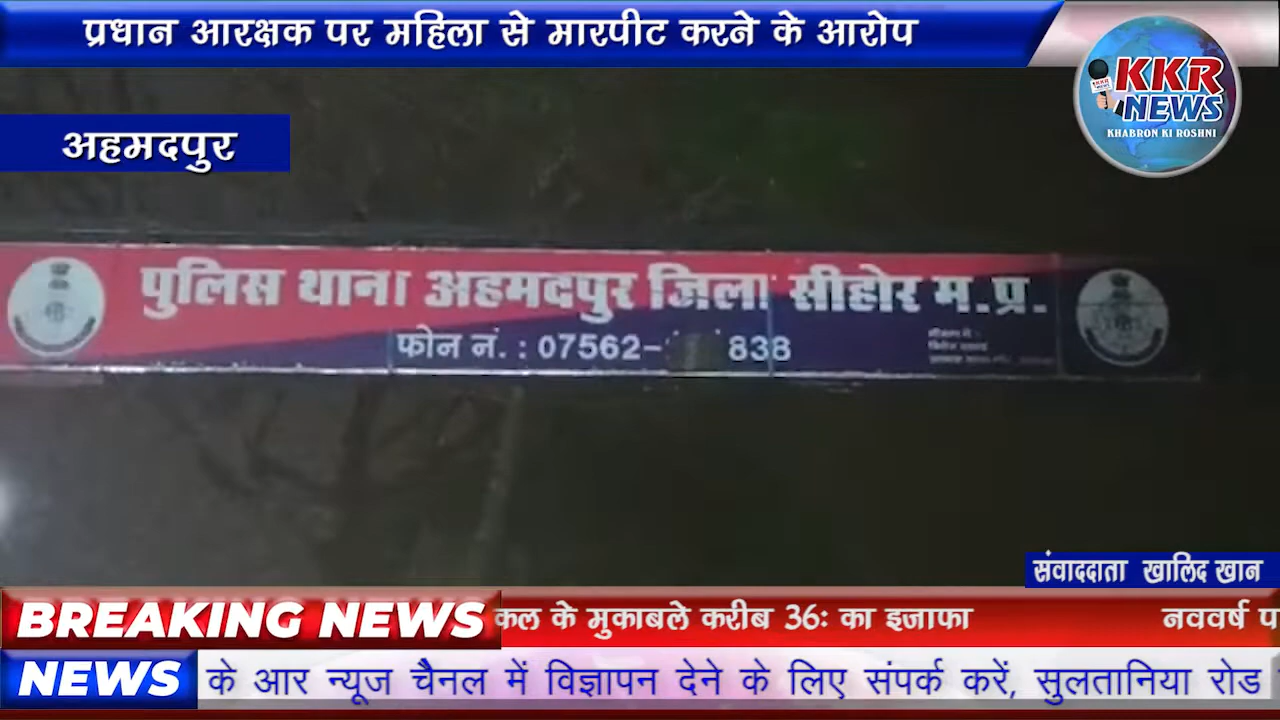 प्रधान आरक्षक पर महिला से मारपीट करने के आरोप
KKR
NEWS
KHABRON KI ROSHNI
अहमदपुर
पुलिस थाना अहमदपुर जिला सीहोर म.प्र.
फोन नं. : 07562- 838
संवाददाता खालिद खान
BREAKING NEWS
कल के मुकाबले करीब 36: का इजाफा नववर्ष प
NEWS
के आर न्यूज चैनल में विज्ञापन देने के लिए संपर्क करें, सुलतानिया रोड